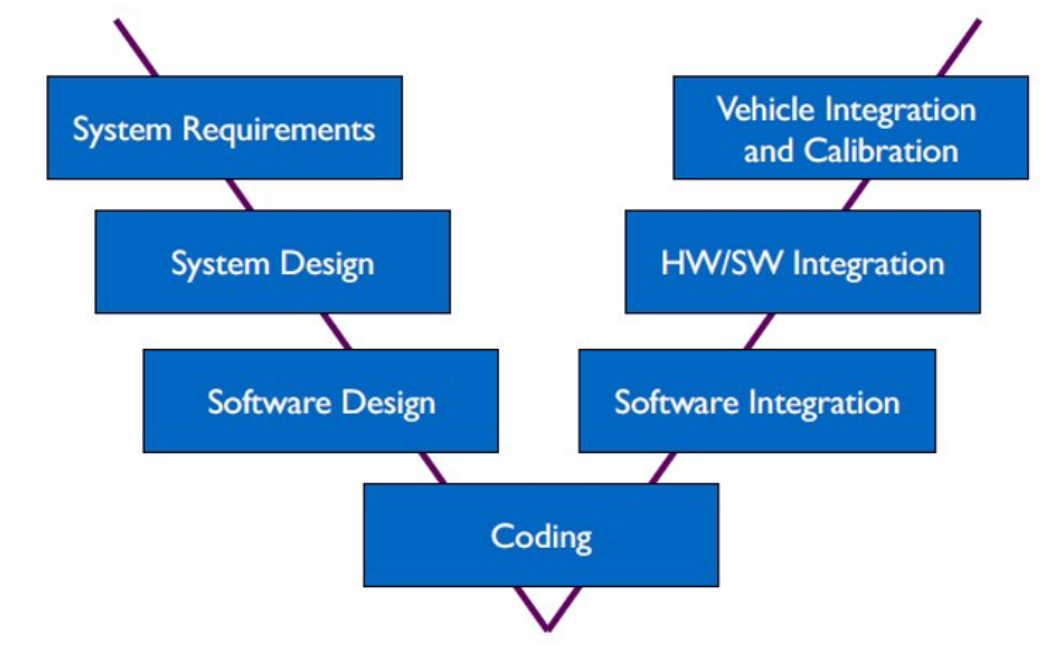 System Requirements
Vehicle Integration
and Calibration
System Design
HW/SW Integration
Software Design
Software Integration
Coding